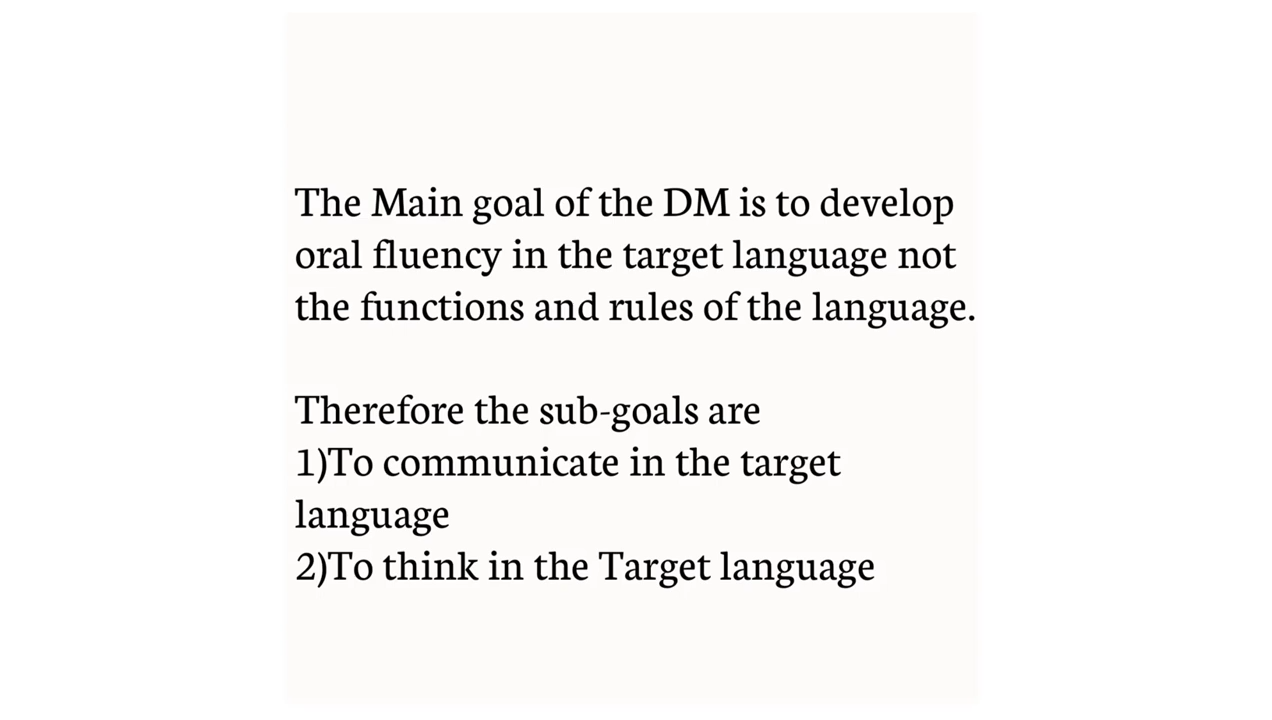 The Main goal of the DM is to develop
oral fluency in the target language not
the functions and rules of the language.
Therefore the sub-goals are
1)To communicate in the target
language
2)To think in the Target language